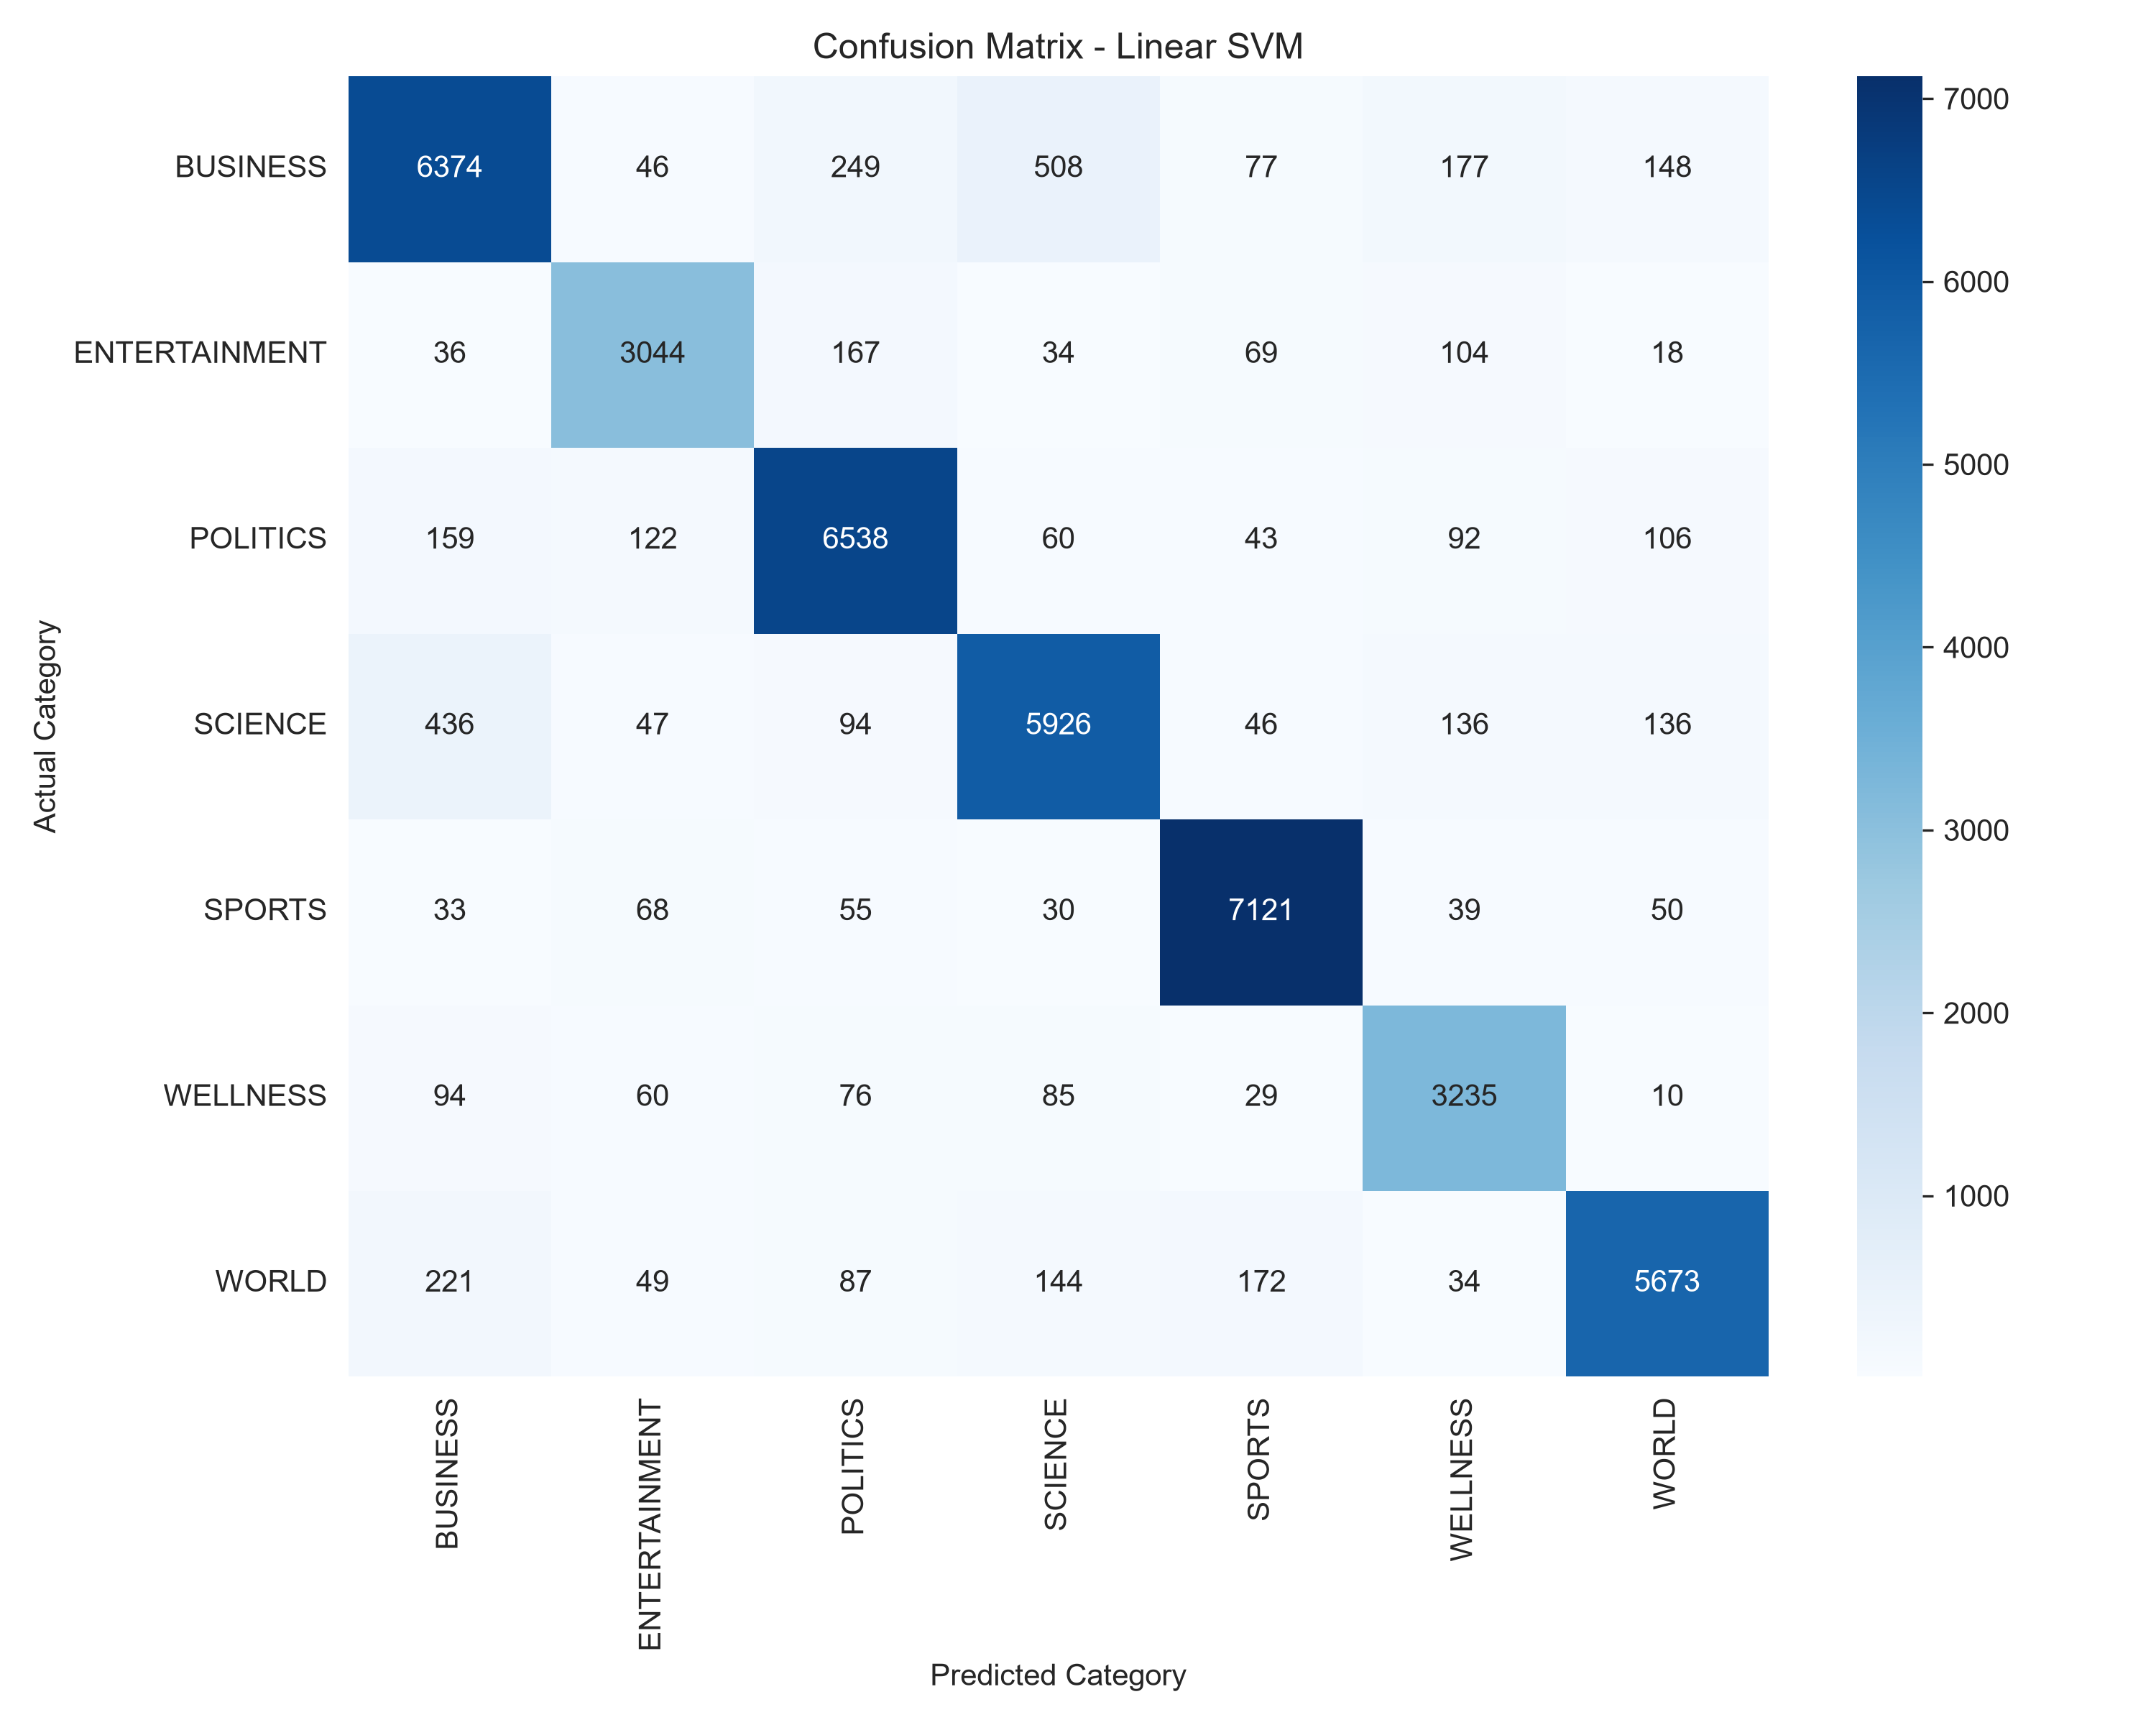 Confusion Matrix - Linear SVM
BUSINESS 6374 46 249 508 77 177 148
ENTERTAINMENT 36 3044 167 34 69 104 18
POLITICS 159 122 6538 60 43 92 106
SCIENCE 436 47 94 5926 46 136 136
SPORTS 33 68 55 30 7121 39 50
WELLNESS 94 60 76 85 29 3235 10
WORLD 221 49 87 144 172 34 5673
BUSINESS ENTERTAINMENT POLITICS SCIENCE SPORTS WELLNESS WORLD
Predicted Category
Actual Category
7000
6000
5000
4000
3000
2000
1000